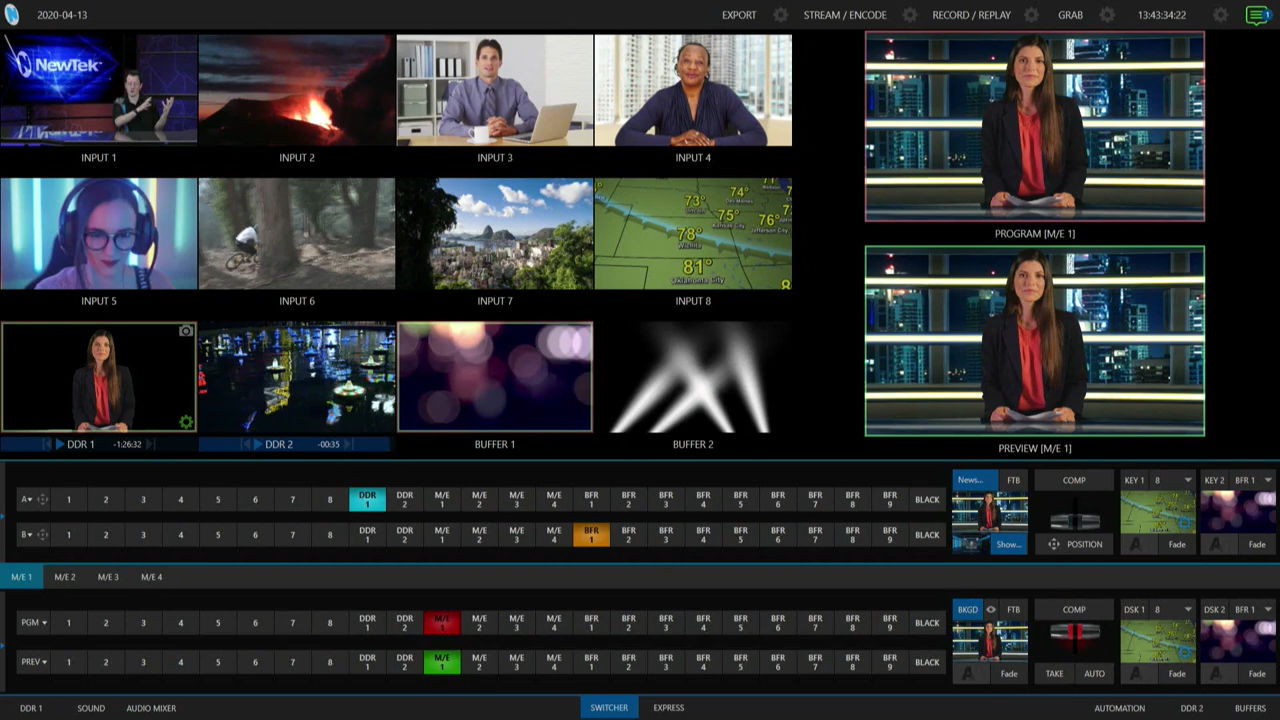 2020-04-13
EXPORT
STREAM / ENCODE
RECORD / REPLAY
GRAB
13:43:34:22
1
NewTek
INPUT 1
INPUT 2
INPUT 3
INPUT 4
PROGRAM [M/E 1]
INPUT 5
INPUT 6
INPUT 7
74°
Des Moines
73°
Lincoln
75°
Kansas City
76°
Jefferson City
78°
Wichita
81°
Oklahoma City
INPUT 8
DDR 1 -1:26:32
DDR 2 -00:35
BUFFER 1
BUFFER 2
PREVIEW [M/E 1]
A 1 2 3 4 5 6 7 8 DDR 1 DDR 2 M/E 1 M/E 2 M/E 3 M/E 4 BFR 1 BFR 2 BFR 3 BFR 4 BFR 5 BFR 6 BFR 7 BFR 8 BFR 9 BLACK
B 1 2 3 4 5 6 7 8 DDR 1 DDR 2 M/E 1 M/E 2 M/E 3 M/E 4 BFR 1 BFR 2 BFR 3 BFR 4 BFR 5 BFR 6 BFR 7 BFR 8 BFR 9 BLACK
News... FTB COMP KEY 1 8 KEY 2 BFR 1
Show... POSITION A Fade A Fade
M/E 1 M/E 2 M/E 3 M/E 4
PGM 1 2 3 4 5 6 7 8 DDR 1 DDR 2 M/E 1 M/E 2 M/E 3 M/E 4 BFR 1 BFR 2 BFR 3 BFR 4 BFR 5 BFR 6 BFR 7 BFR 8 BFR 9 BLACK
PREV 1 2 3 4 5 6 7 8 DDR 1 DDR 2 M/E 1 M/E 2 M/E 3 M/E 4 BFR 1 BFR 2 BFR 3 BFR 4 BFR 5 BFR 6 BFR 7 BFR 8 BFR 9 BLACK
BKGD FTB COMP DSK 1 8 DSK 2 BFR 1
A Fade TAKE AUTO A Fade A Fade
DDR 1 SOUND AUDIO MIXER SWITCHER EXPRESS AUTOMATION DDR 2 BUFFERS